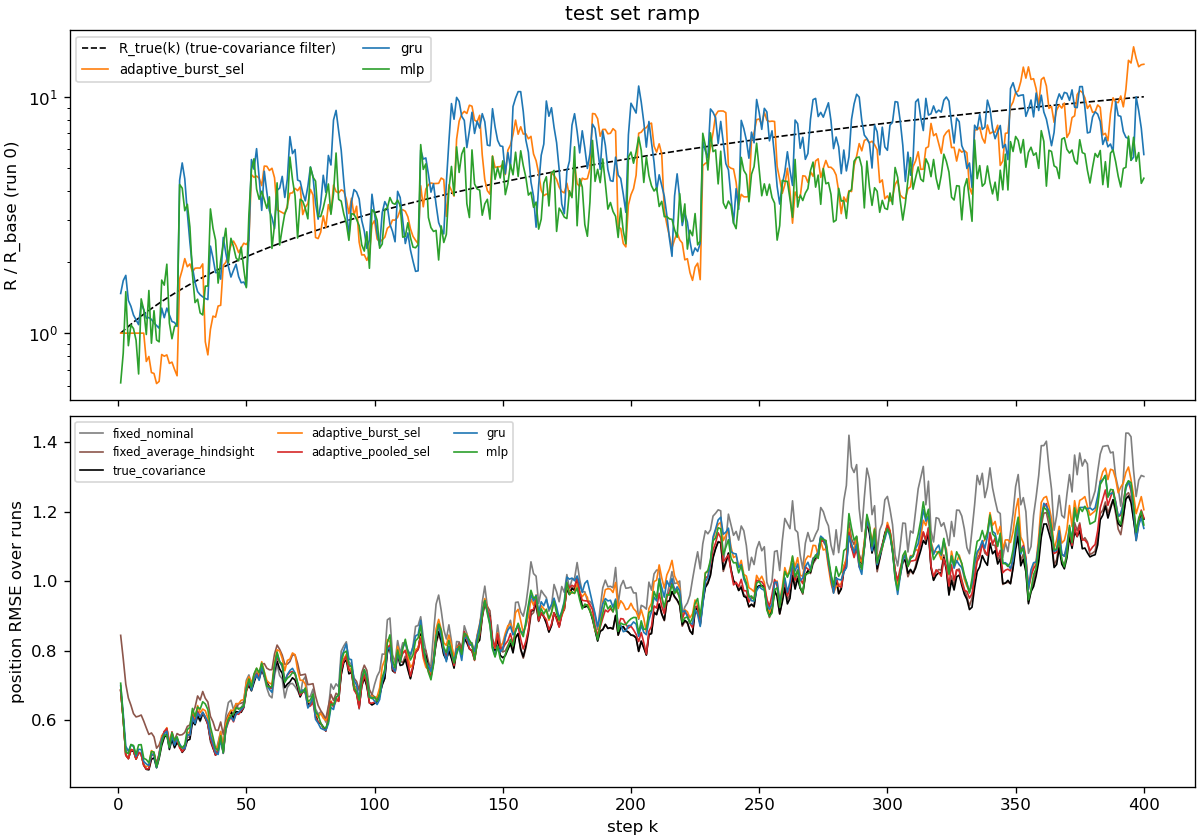 test set ramp
R / R_base (run 0)
10¹
10⁰
R_true(k) (true-covariance filter)
adaptive_burst_sel
gru
mlp
position RMSE over runs
1.4
1.2
1.0
0.8
0.6
fixed_nominal
fixed_average_hindsight
true_covariance
adaptive_burst_sel
adaptive_pooled_sel
gru
mlp
0 50 100 150 200 250 300 350 400
step k